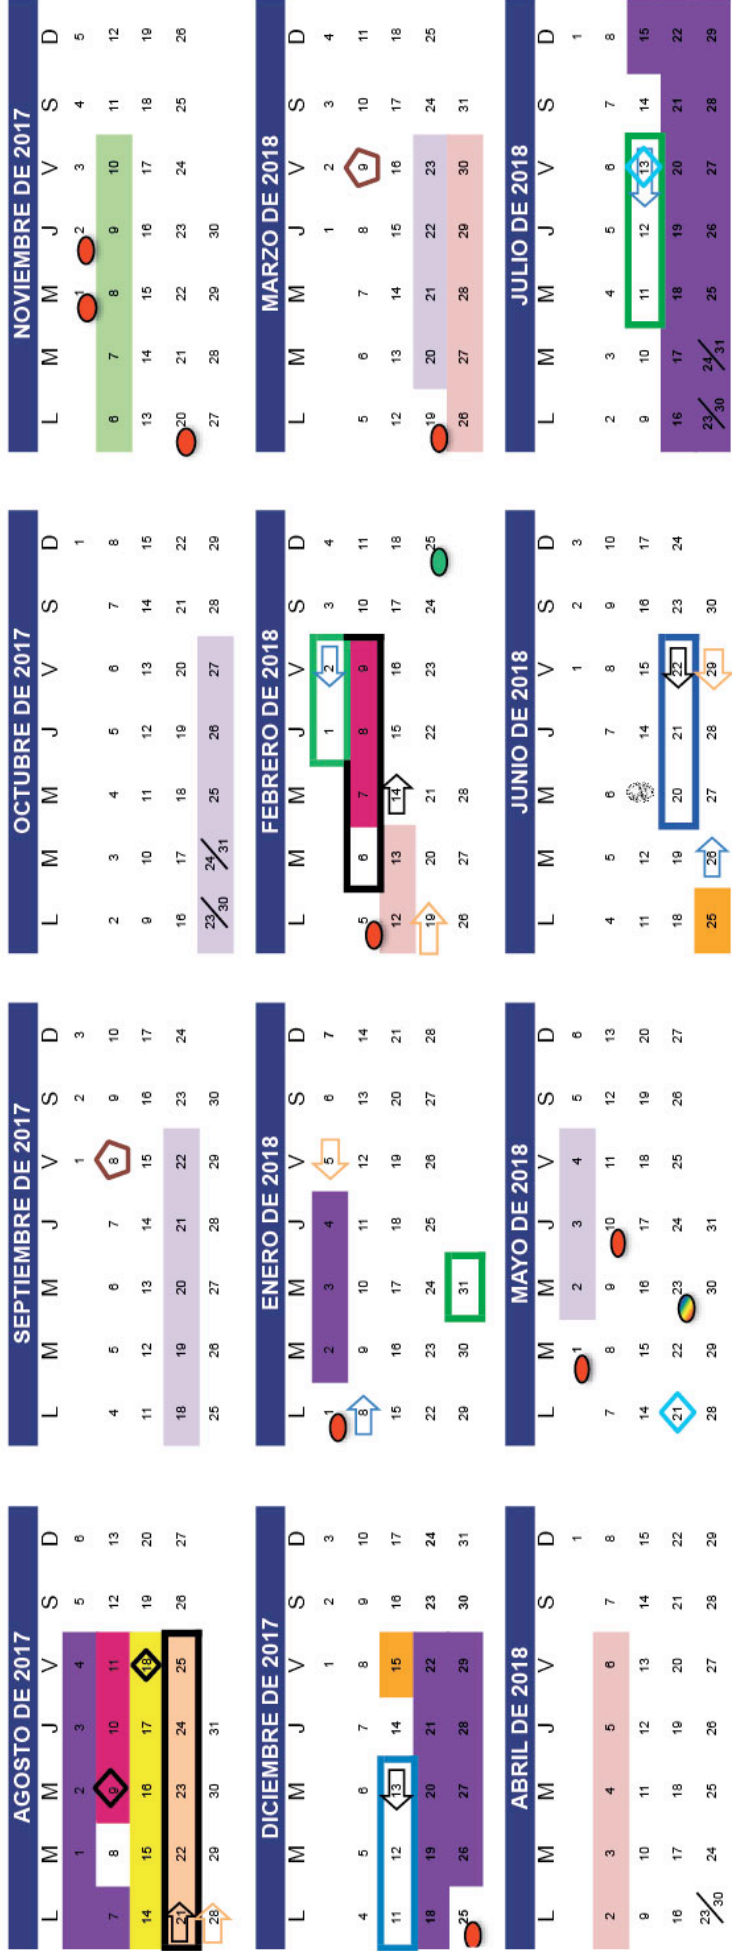 AGOSTO DE 2017
L M M J V S D
1 2 3 4 5 6
7 8 9 10 11 12 13
14 15 16 17 18 19 20
21 22 23 24 25 26 27
28 29 30 31
SEPTIEMBRE DE 2017
L M M J V S D
1 2 3
4 5 6 7 8 9 10
11 12 13 14 15 16 17
18 19 20 21 22 23 24
25 26 27 28 29 30
OCTUBRE DE 2017
L M M J V S D
1
2 3 4 5 6 7 8
9 10 11 12 13 14 15
16 17 18 19 20 21 22
23/30 24/31 25 26 27 28 29
NOVIEMBRE DE 2017
L M M J V S D
1 2 3 4 5
6 7 8 9 10 11 12
13 14 15 16 17 18 19
20 21 22 23 24 25 26
27 28 29 30
DICIEMBRE DE 2017
L M M J V S D
1 2 3
4 5 6 7 8 9 10
11 12 13 14 15 16 17
18 19 20 21 22 23 24
25 26 27 28 29 30 31
ENERO DE 2018
L M M J V S D
1 2 3 4 5 6 7
8 9 10 11 12 13 14
15 16 17 18 19 20 21
22 23 24 25 26 27 28
29 30 31
FEBRERO DE 2018
L M M J V S D
1 2 3 4
5 6 7 8 9 10 11
12 13 14 15 16 17 18
19 20 21 22 23 24 25
26 27 28
MARZO DE 2018
L M M J V S D
1 2 3 4
5 6 7 8 9 10 11
12 13 14 15 16 17 18
19 20 21 22 23 24 25
26 27 28 29 30 31
ABRIL DE 2018
L M M J V S D
1
2 3 4 5 6 7 8
9 10 11 12 13 14 15
16 17 18 19 20 21 22
23/30 24 25 26 27 28 29
MAYO DE 2018
L M M J V S D
1 2 3 4 5 6
7 8 9 10 11 12 13
14 15 16 17 18 19 20
21 22 23 24 25 26 27
28 29 30 31
JUNIO DE 2018
L M M J V S D
1 2 3
4 5 6 7 8 9 10
11 12 14 15 16 17
18 19 20 21 22 23 24
25 26 27 28 29 30
JULIO DE 2018
L M M J V S D
1
2 3 4 5 6 7 8
9 10 11 12 13 14 15
16 17 18 19 20 21 22
23/30 24/31 25 26 27 28 29